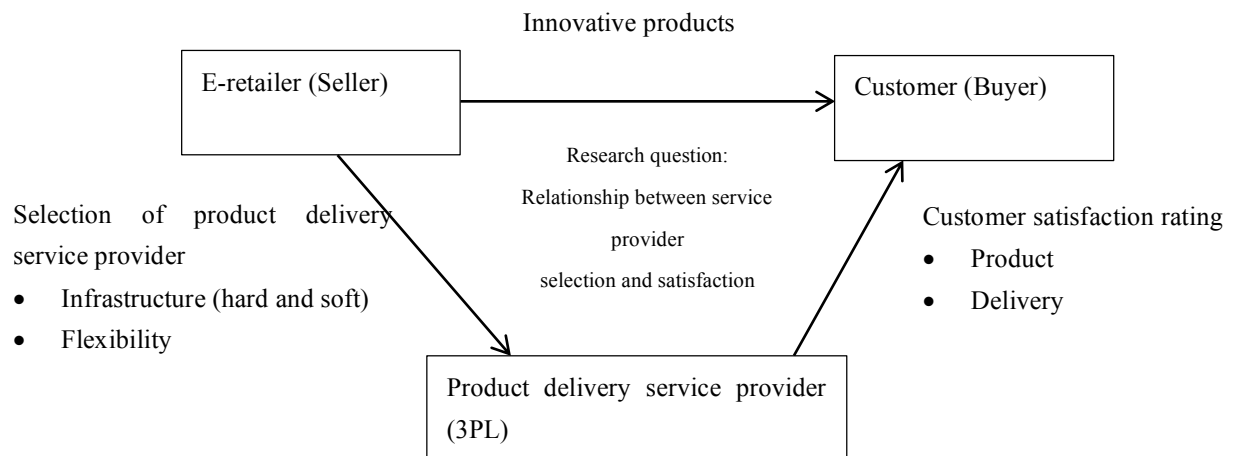 Innovative products
E-retailer (Seller)
Customer (Buyer)
Research question:
Relationship between service
provider
selection and satisfaction
Selection of product delivery
service provider
• Infrastructure (hard and soft)
• Flexibility
Customer satisfaction rating
• Product
• Delivery
Product delivery service provider
(3PL)